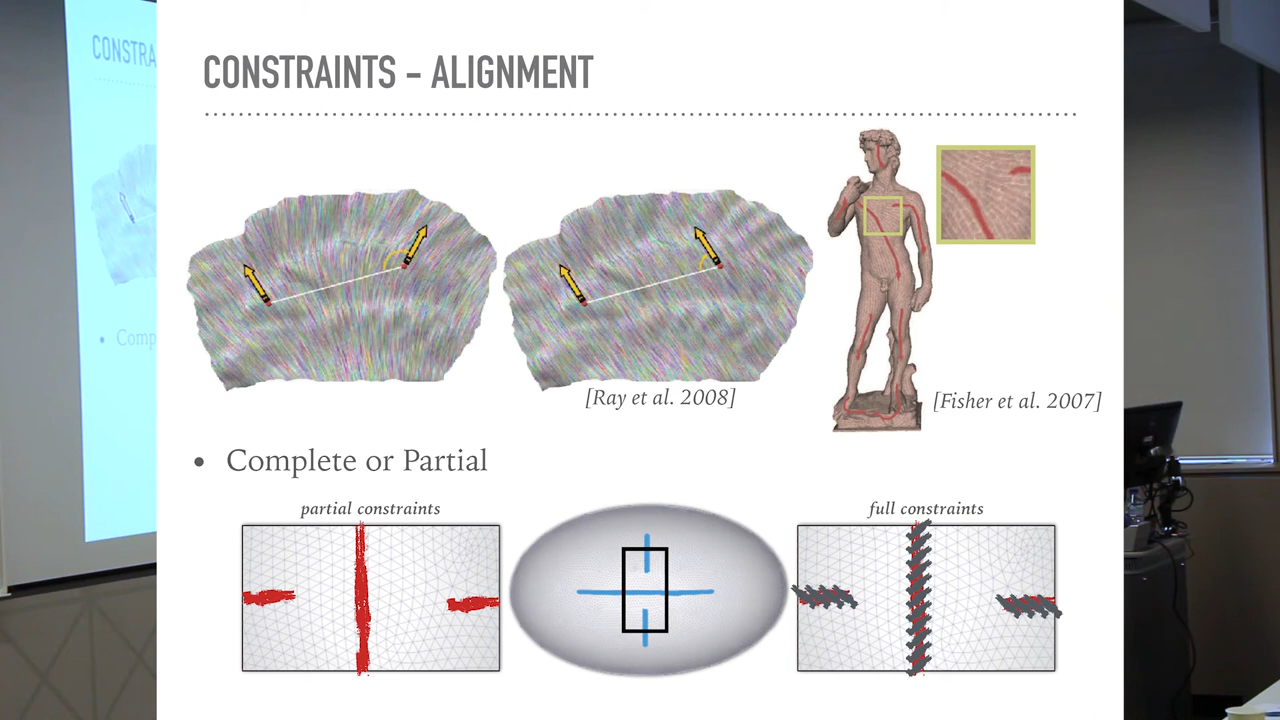 CONSTRAINTS - ALIGNMENT
CONSTRA
[Ray et al. 2008]
[Fisher et al. 2007]
• Complete or Partial
• Comp
partial constraints
full constraints